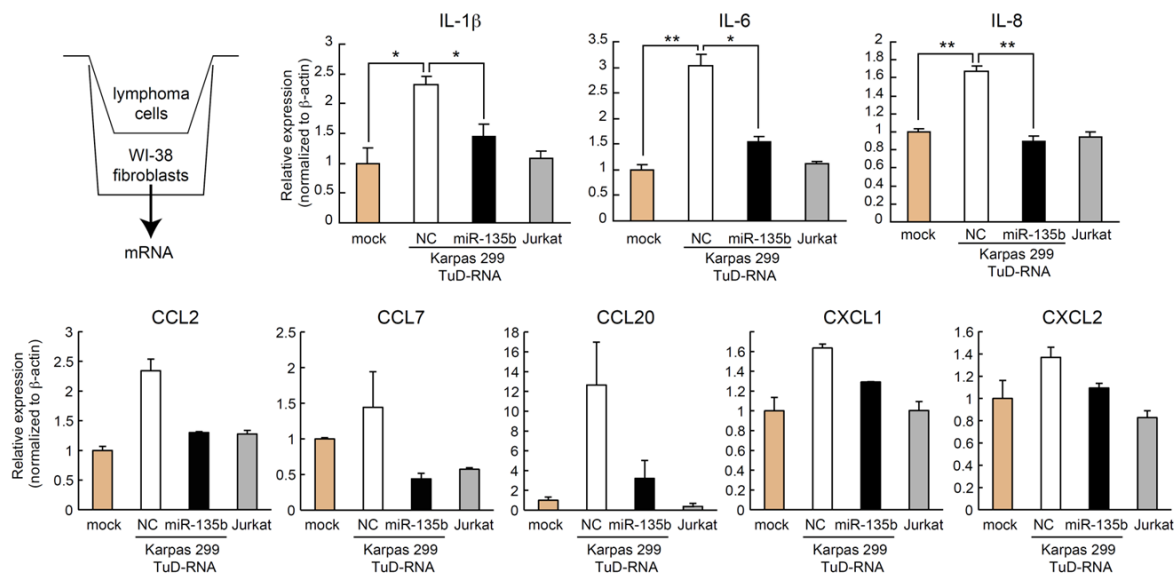 lymphoma
cells
WI-38
fibroblasts
mRNA
IL-1β
Relative expression
(normalized to β-actin)
3
2.5
2
1.5
1
0.5
0
*
*
mock
NC
miR-135b
Jurkat
Karpas 299
TuD-RNA
IL-6
3.5
3
2.5
2
1.5
1
0.5
0
**
*
mock
NC
miR-135b
Jurkat
Karpas 299
TuD-RNA
IL-8
2
1.8
1.6
1.4
1.2
1
0.8
0.6
0.4
0.2
0
**
**
mock
NC
miR-135b
Jurkat
Karpas 299
TuD-RNA
CCL2
Relative expression
(normalized to β-actin)
3
2.5
2
1.5
1
0.5
0
mock
NC
miR-135b
Jurkat
Karpas 299
TuD-RNA
CCL7
2.5
2
1.5
1
0.5
0
mock
NC
miR-135b
Jurkat
Karpas 299
TuD-RNA
CCL20
18
16
14
12
10
8
6
4
2
0
mock
NC
miR-135b
Jurkat
Karpas 299
TuD-RNA
CXCL1
1.8
1.6
1.4
1.2
1
0.8
0.6
0.4
0.2
0
mock
NC
miR-135b
Jurkat
Karpas 299
TuD-RNA
CXCL2
1.6
1.4
1.2
1
0.8
0.6
0.4
0.2
0
mock
NC
miR-135b
Jurkat
Karpas 299
TuD-RNA